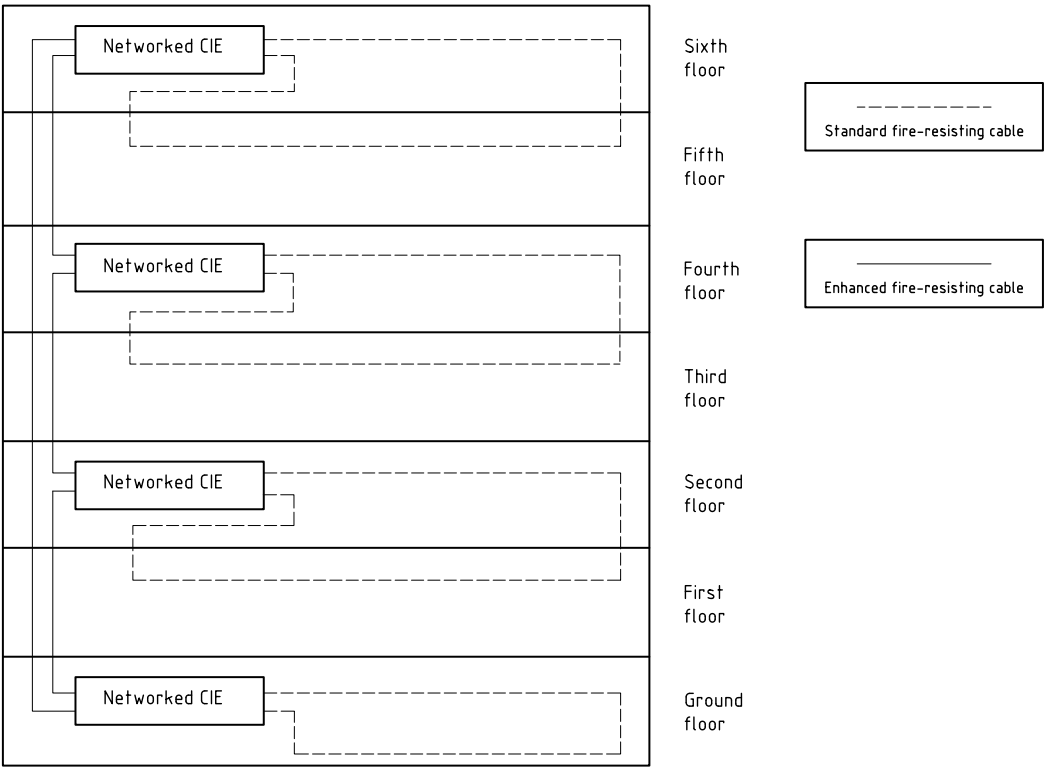 Networked CIE
Sixth
floor
Standard fire-resisting cable
Fifth
floor
Networked CIE
Fourth
floor
Enhanced fire-resisting cable
Third
floor
Networked CIE
Second
floor
First
floor
Networked CIE
Ground
floor